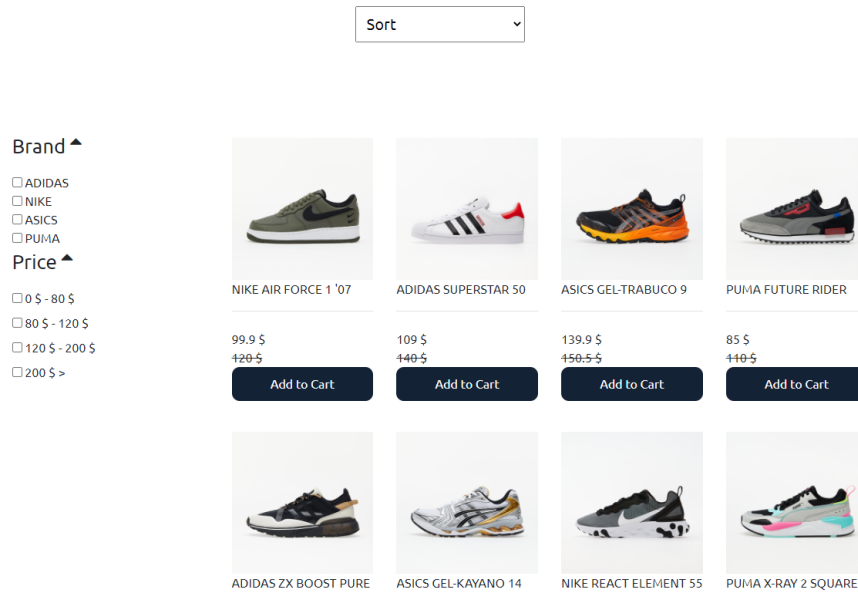 Sort
Brand
ADIDAS
NIKE
ASICS
PUMA
Price
0 $ - 80 $
80 $ - 120 $
120 $ - 200 $
200 $ >
NIKE AIR FORCE 1 '07
99.9 $
120 $
Add to Cart
ADIDAS SUPERSTAR 50
109 $
140 $
Add to Cart
ASICS GEL-TRABUCO 9
139.9 $
150.5 $
Add to Cart
PUMA FUTURE RIDER
85 $
110 $
Add to Cart
ADIDAS ZX BOOST PURE
ASICS GEL-KAYANO 14
NIKE REACT ELEMENT 55
PUMA X-RAY 2 SQUARE